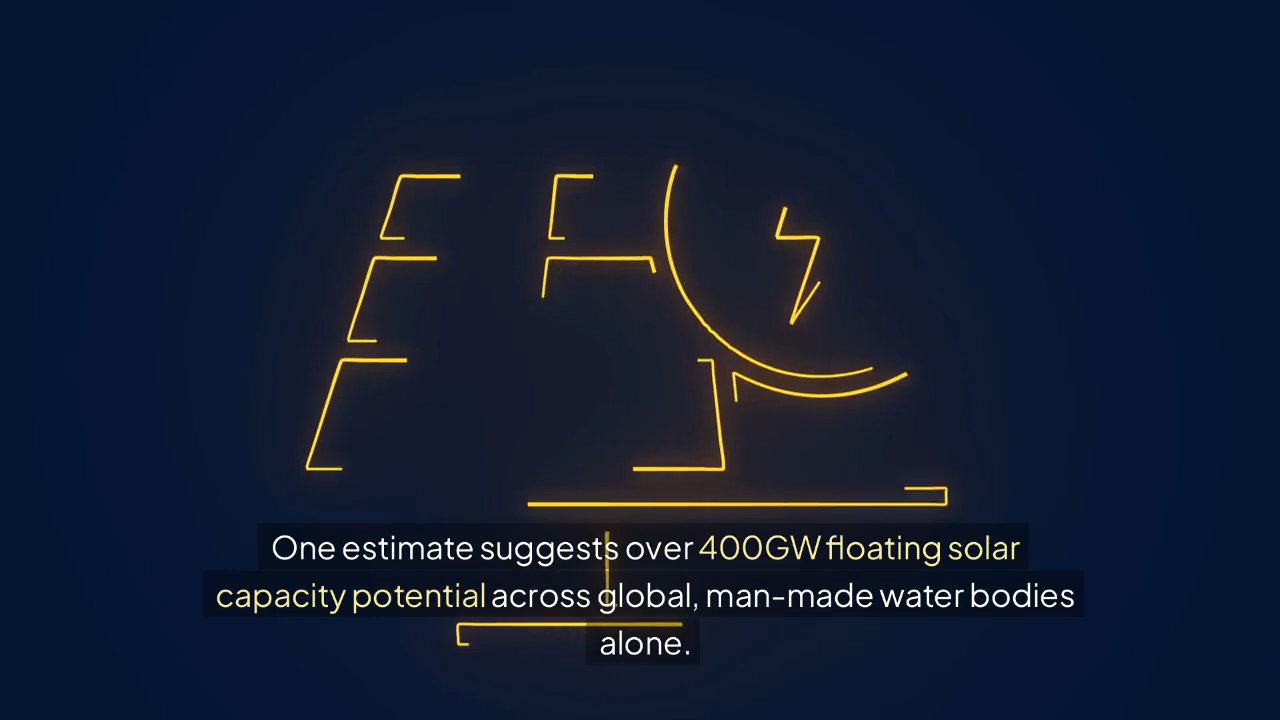 One estimate suggests over 400GW floating solar
capacity potential across global, man-made water bodies
alone.